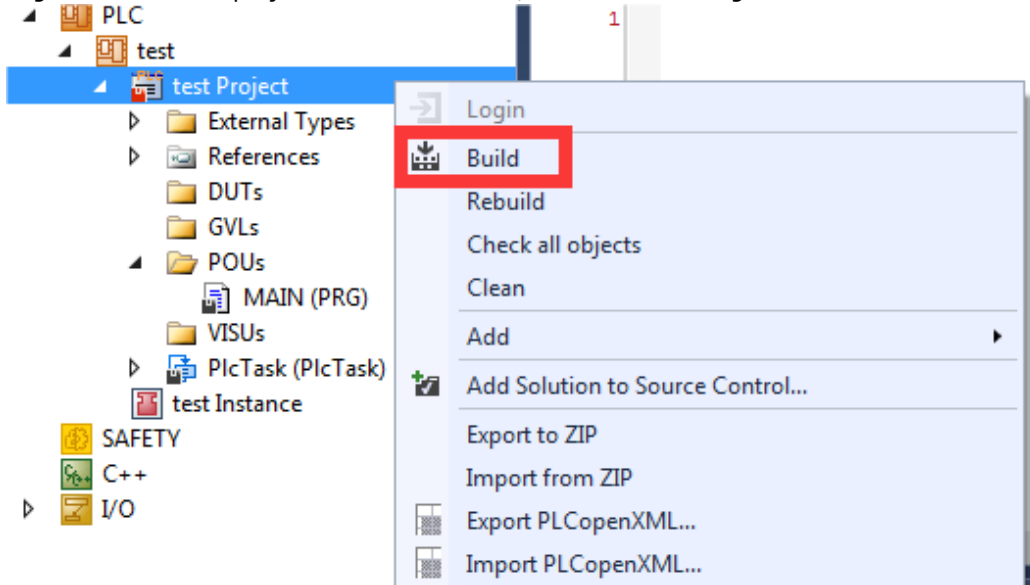 PLC
1
test
test Project
External Types
References
DUTs
GVLs
POUs
MAIN (PRG)
VISUs
PlcTask (PlcTask)
test Instance
SAFETY
C++
I/O
Login
Build
Rebuild
Check all objects
Clean
Add
Add Solution to Source Control...
Export to ZIP
Import from ZIP
Export PLCopenXML...
Import PLCopenXML...